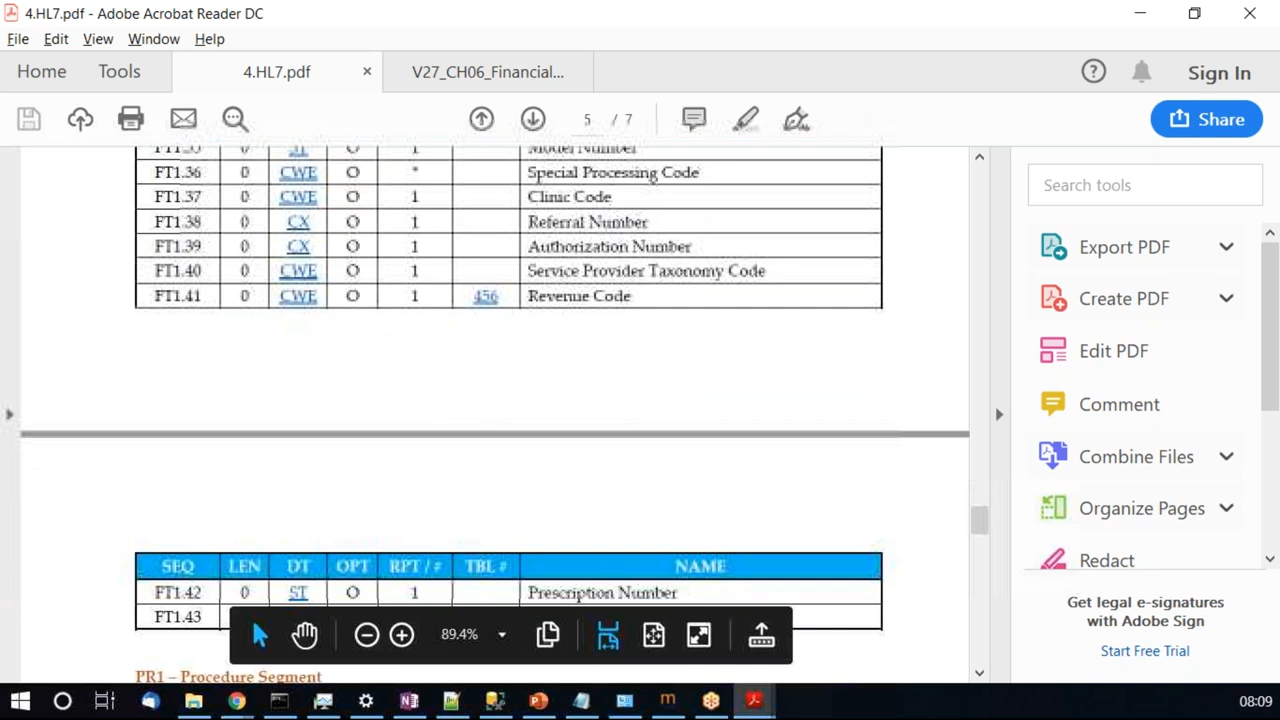 4.HL7.pdf - Adobe Acrobat Reader DC
File Edit View Window Help
Home Tools 4.HL7.pdf × V27_CH06_Financial... Sign In
5 / 7 Share
Model Number
FT1.36 0 CWE O * Special Processing Code
FT1.37 0 CWE O 1 Clinic Code
FT1.38 0 CX O 1 Referral Number
FT1.39 0 CX O 1 Authorization Number
FT1.40 0 CWE O 1 Service Provider Taxonomy Code
FT1.41 0 CWE O 1 456 Revenue Code
SEQ LEN DT OPT RPT / # TBL # NAME
FT1.42 0 ST O 1 Prescription Number
FT1.43
89.4%
PR1 – Procedure Segment
Search tools
Export PDF
Create PDF
Edit PDF
Comment
Combine Files
Organize Pages
Redact
Get legal e-signatures
with Adobe Sign
Start Free Trial
08:09